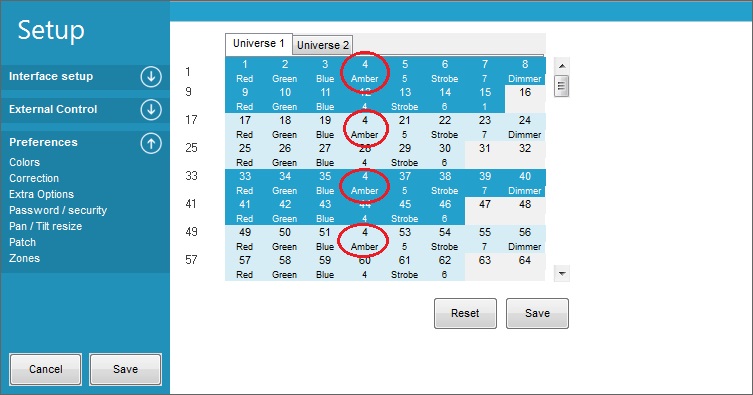 Setup
Interface setup
External Control
Preferences
Colors
Correction
Extra Options
Password / security
Pan / Tilt resize
Patch
Zones
Cancel Save
Universe 1 Universe 2
1 2 3 4 5 6 7 8
1
Red Green Blue Amber 5 Strobe 7 Dimmer
9 9 10 11 12 13 14 15 16
Red Green Blue 4 Strobe 6 1
17 17 18 19 4 21 22 23 24
Red Green Blue Amber 5 Strobe 7 Dimmer
25 25 26 27 28 29 30 31 32
Red Green Blue 4 Strobe 6
33 33 34 35 4 37 38 39 40
Red Green Blue Amber 5 Strobe 7 Dimmer
41 41 42 43 44 45 46 47 48
Red Green Blue 4 Strobe 6
49 49 50 51 4 53 54 55 56
Red Green Blue Amber 5 Strobe 7 Dimmer
57 57 58 59 60 61 62 63 64
Red Green Blue 4 Strobe 6
Reset Save